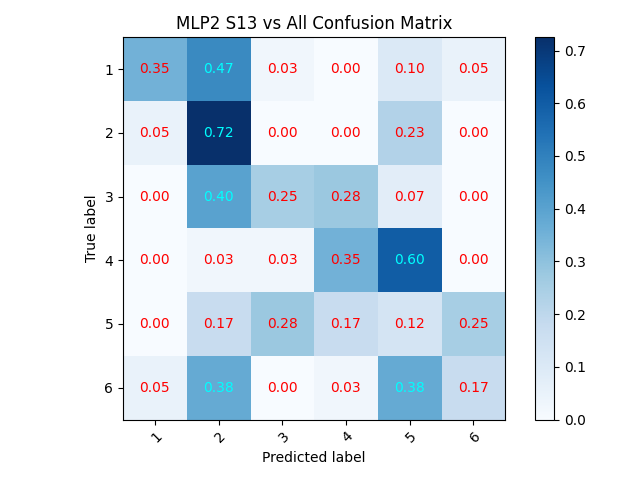 MLP2 S13 vs All Confusion Matrix
1 0.35 0.47 0.03 0.00 0.10 0.05
2 0.05 0.72 0.00 0.00 0.23 0.00
3 0.00 0.40 0.25 0.28 0.07 0.00
4 0.00 0.03 0.03 0.35 0.60 0.00
5 0.00 0.17 0.28 0.17 0.12 0.25
6 0.05 0.38 0.00 0.03 0.38 0.17
1 2 3 4 5 6
True label
Predicted label
0.7
0.6
0.5
0.4
0.3
0.2
0.1
0.0